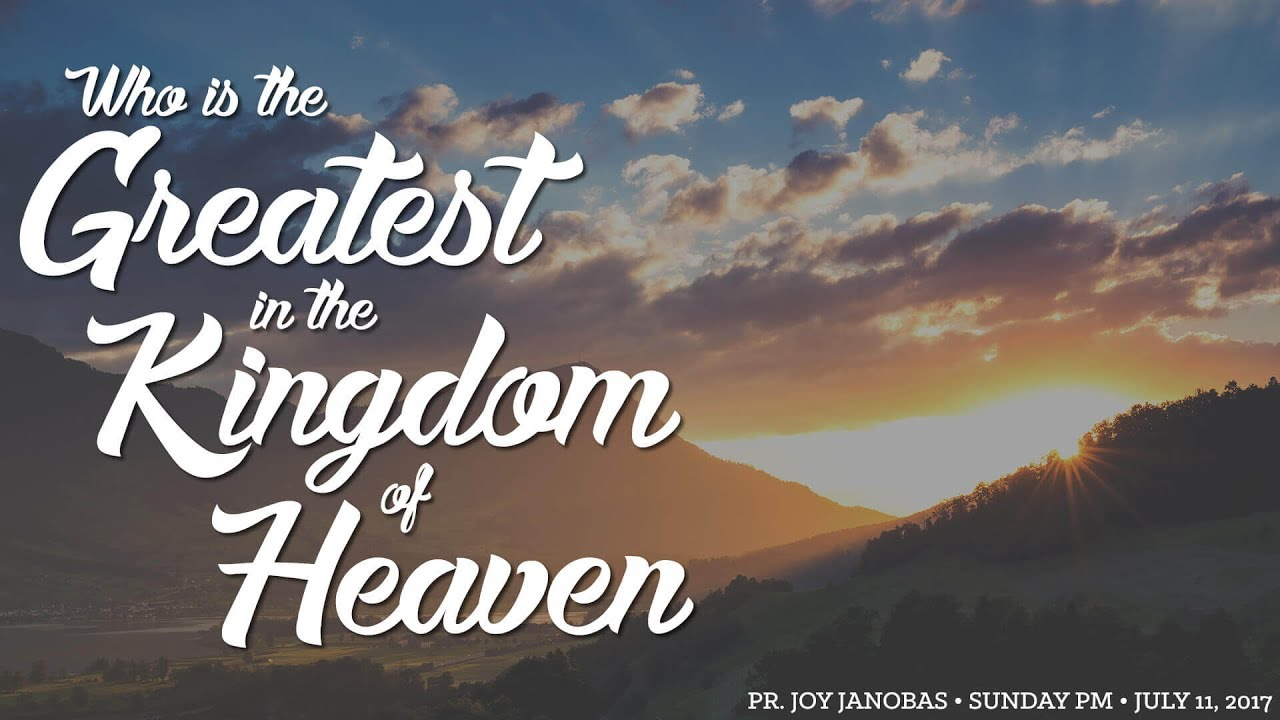 Who is the
Greatest
in the
Kingdom
of
Heaven
PR. JOY JANOBAS • SUNDAY PM • JULY 11, 2017